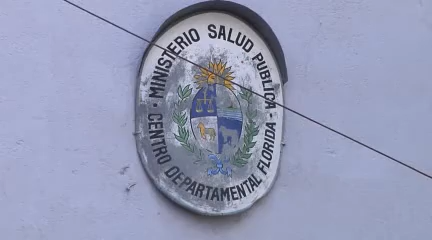 MINISTERIO SALUD PUBLICA
CENTRO DEPARTAMENTAL FLORIDA